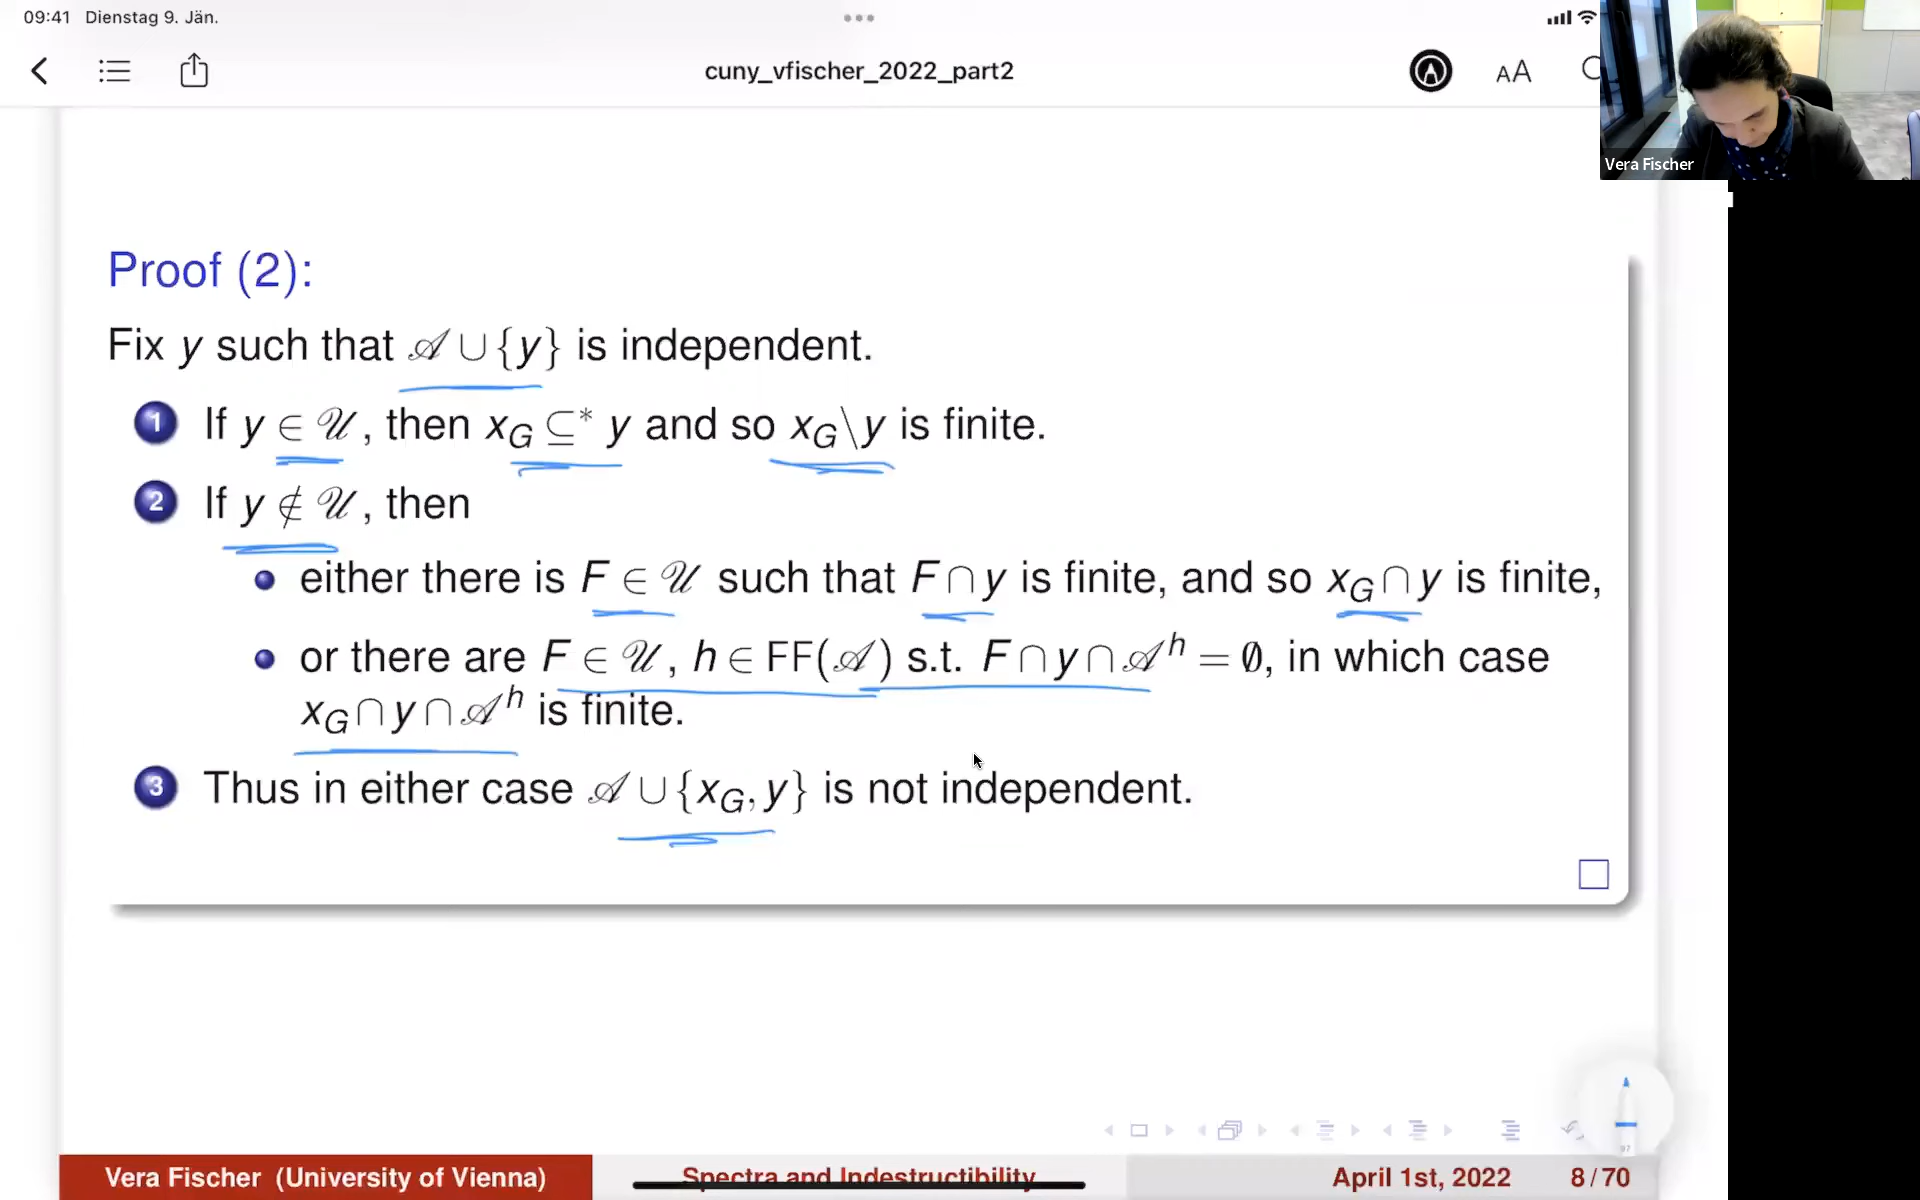 09:41 Dienstag 9. Jän.
cuny_vfischer_2022_part2
AA
Vera Fischer
Proof (2):
Fix y such that 𝒜 ∪ {y} is independent.
1 If y ∈ 𝒰, then x_G ⊆* y and so x_G\y is finite.
2 If y ∉ 𝒰, then
either there is F ∈ 𝒰 such that F ∩ y is finite, and so x_G ∩ y is finite,
or there are F ∈ 𝒰, h ∈ FF(𝒜) s.t. F ∩ y ∩ 𝒜^h = ∅, in which case
x_G ∩ y ∩ 𝒜^h is finite.
3 Thus in either case 𝒜 ∪ {x_G, y} is not independent.
97
Vera Fischer (University of Vienna) Spectra and Indestructibility April 1st, 2022 8 / 70